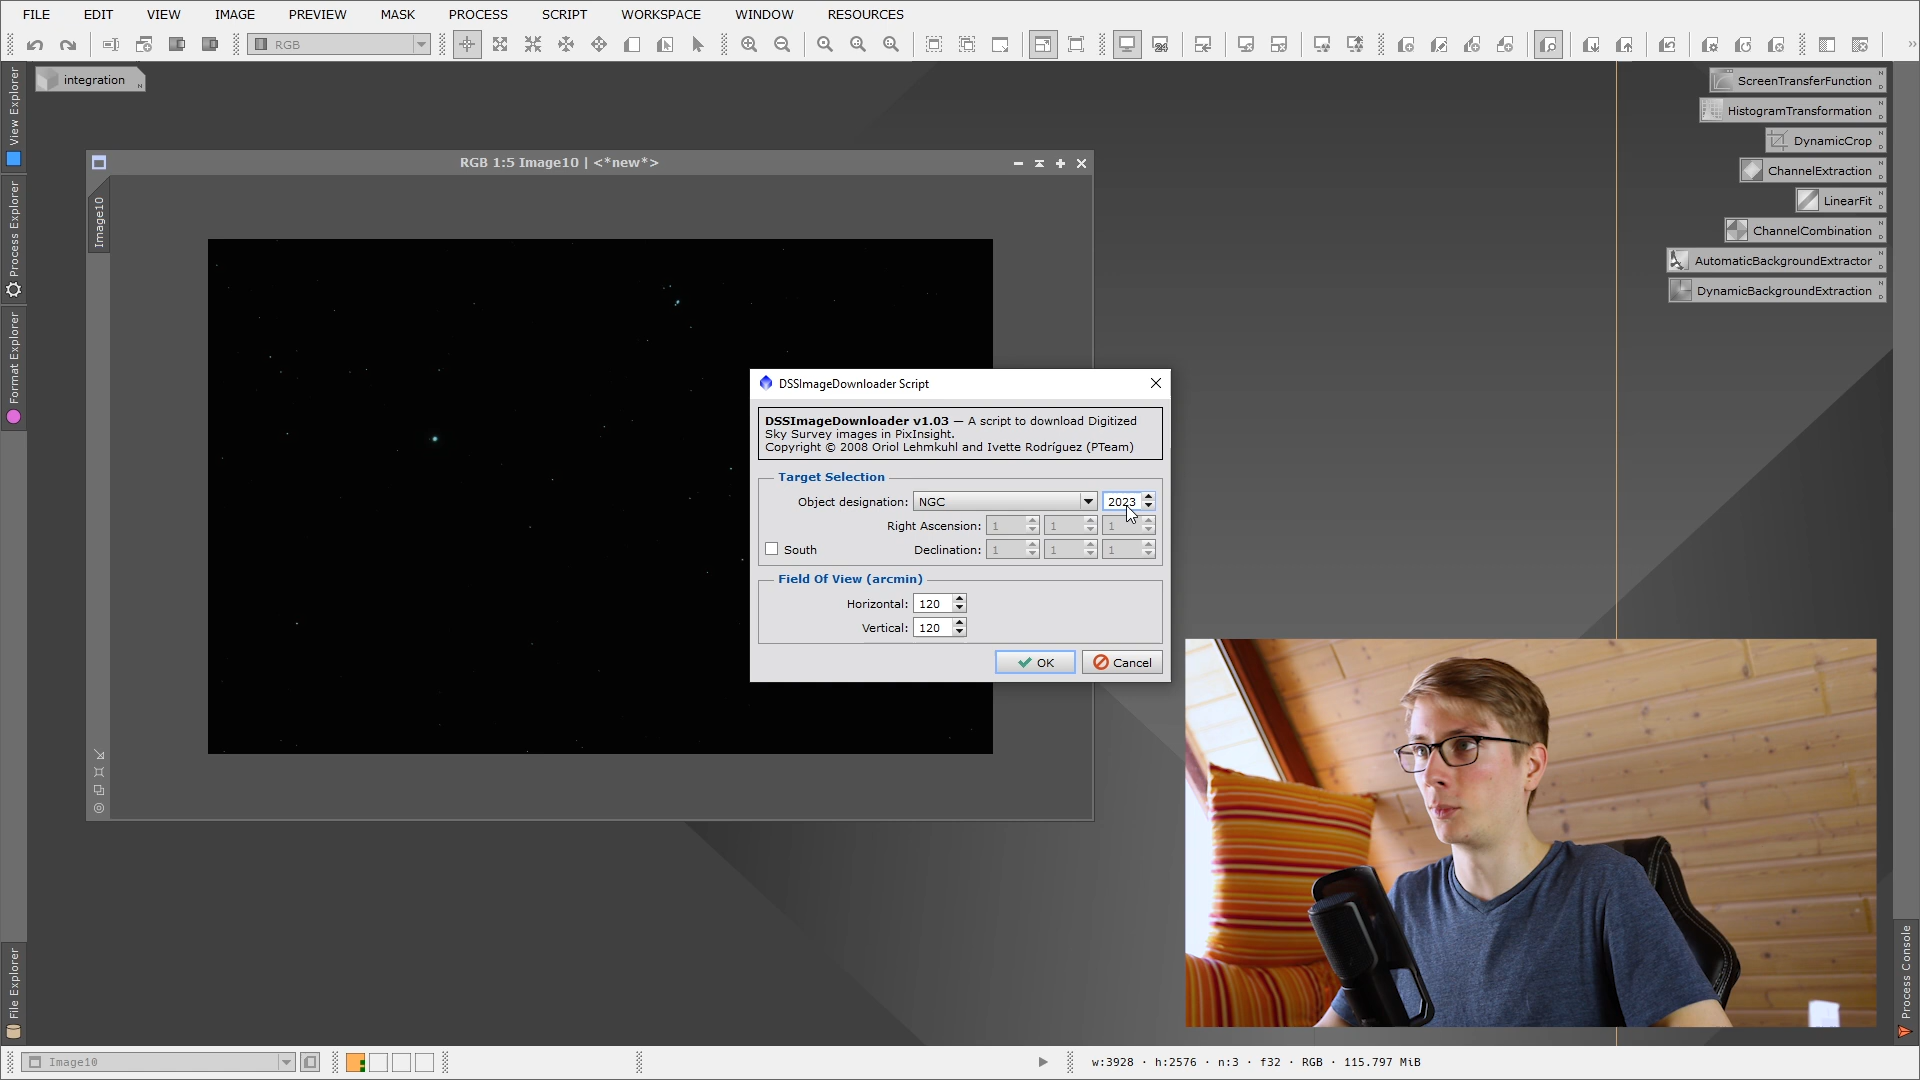 FILE EDIT VIEW IMAGE PREVIEW MASK PROCESS SCRIPT WORKSPACE WINDOW RESOURCES
RGB
24
View Explorer
Process Explorer
Format Explorer
File Explorer
integration
N
RGB 1:5 Image10 | <*new*>
Image10
ScreenTransferFunction
HistogramTransformation
DynamicCrop
ChannelExtraction
LinearFit
ChannelCombination
AutomaticBackgroundExtractor
DynamicBackgroundExtraction
DSSImageDownloader Script
DSSImageDownloader v1.03 — A script to download Digitized
Sky Survey images in PixInsight.
Copyright © 2008 Oriol Lehmkuhl and Ivette Rodríguez (PTeam)
Target Selection
Object designation: NGC 2023
Right Ascension: 1 1 1
South Declination: 1 1 1
Field Of View (arcmin)
Horizontal: 120
Vertical: 120
OK Cancel
Process Console
Image10
w:3928 · h:2576 · n:3 · f32 · RGB · 115.797 MiB